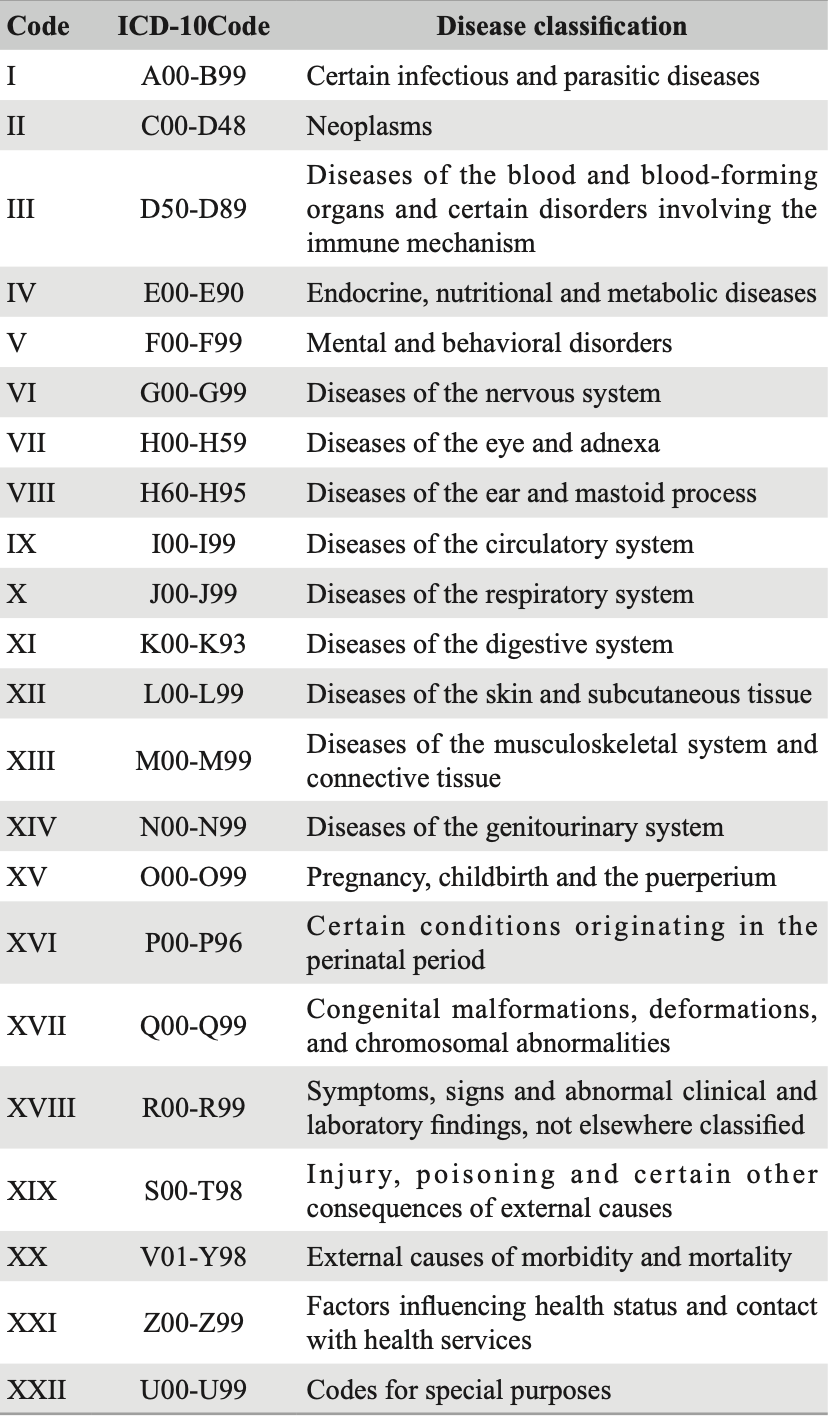 Code ICD-10Code Disease classification
I A00-B99 Certain infectious and parasitic diseases
II C00-D48 Neoplasms
III D50-D89 Diseases of the blood and blood-forming
organs and certain disorders involving the
immune mechanism
IV E00-E90 Endocrine, nutritional and metabolic diseases
V F00-F99 Mental and behavioral disorders
VI G00-G99 Diseases of the nervous system
VII H00-H59 Diseases of the eye and adnexa
VIII H60-H95 Diseases of the ear and mastoid process
IX I00-I99 Diseases of the circulatory system
X J00-J99 Diseases of the respiratory system
XI K00-K93 Diseases of the digestive system
XII L00-L99 Diseases of the skin and subcutaneous tissue
XIII M00-M99 Diseases of the musculoskeletal system and
connective tissue
XIV N00-N99 Diseases of the genitourinary system
XV O00-O99 Pregnancy, childbirth and the puerperium
XVI P00-P96 Certain conditions originating in the
perinatal period
XVII Q00-Q99 Congenital malformations, deformations,
and chromosomal abnormalities
XVIII R00-R99 Symptoms, signs and abnormal clinical and
laboratory findings, not elsewhere classified
XIX S00-T98 Injury, poisoning and certain other
consequences of external causes
XX V01-Y98 External causes of morbidity and mortality
XXI Z00-Z99 Factors influencing health status and contact
with health services
XXII U00-U99 Codes for special purposes